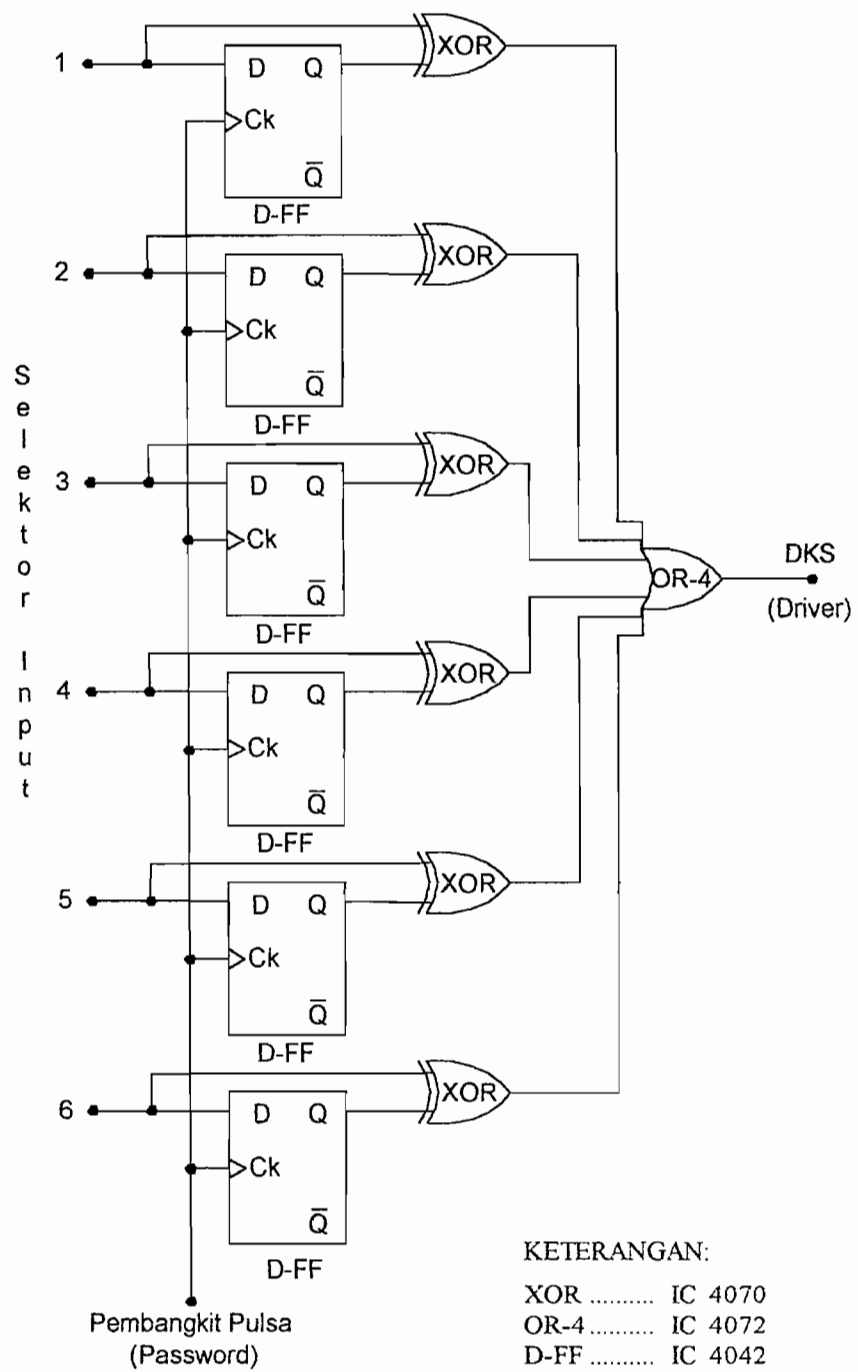 1
D Q
Ck
Q̅
D-FF
XOR
2
D Q
Ck
Q̅
D-FF
XOR
3
D Q
Ck
Q̅
D-FF
XOR
4
D Q
Ck
Q̅
D-FF
XOR
5
D Q
Ck
Q̅
D-FF
XOR
6
D Q
Ck
Q̅
D-FF
XOR
Selektor Input
OR-4
DKS
(Driver)
Pembangkit Pulsa
(Password)
KETERANGAN:
XOR .......... IC 4070
OR-4 .......... IC 4072
D-FF .......... IC 4042